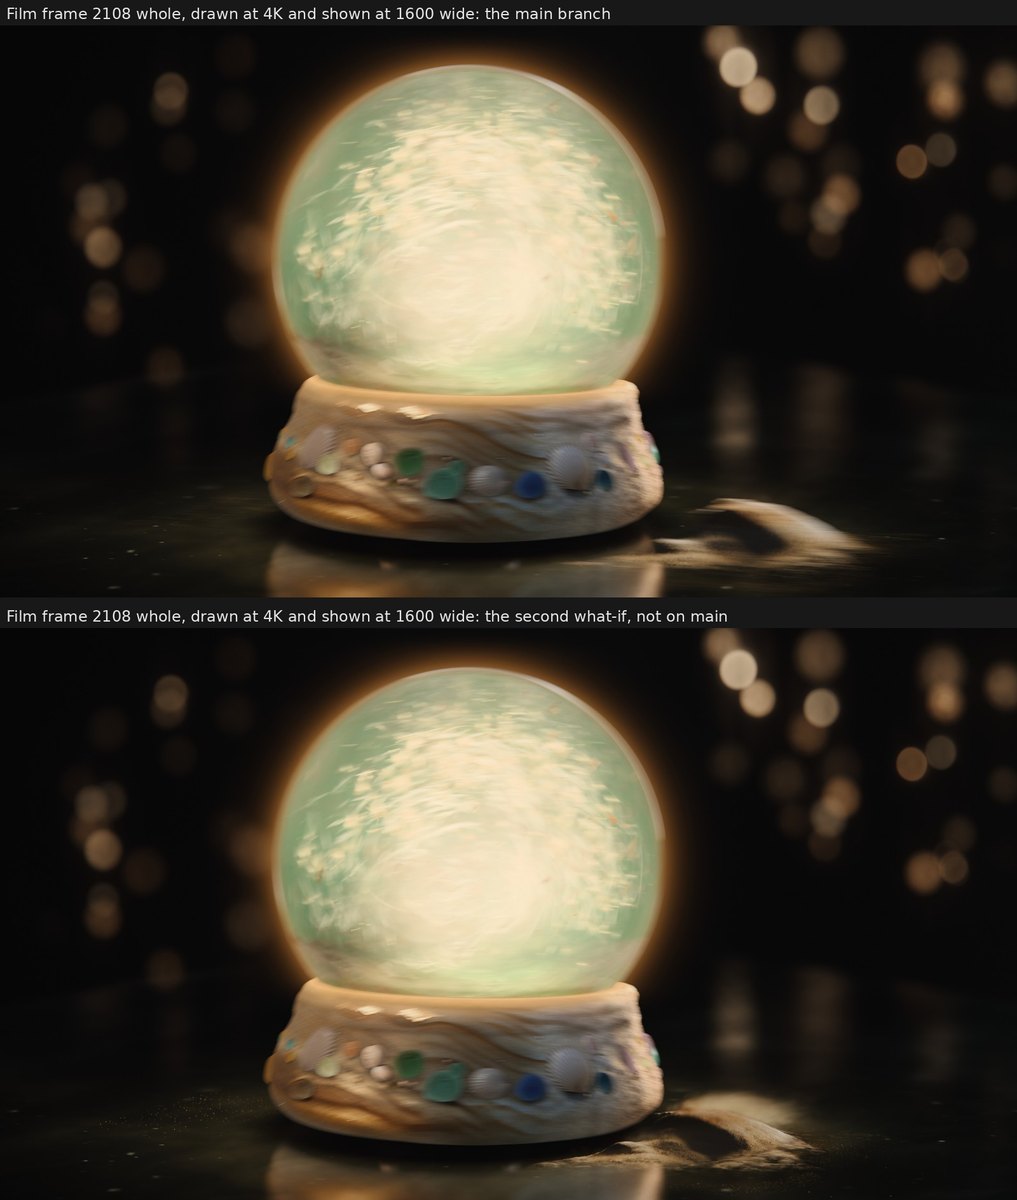 Film frame 2108 whole, drawn at 4K and shown at 1600 wide: the main branch
Film frame 2108 whole, drawn at 4K and shown at 1600 wide: the second what-if, not on main